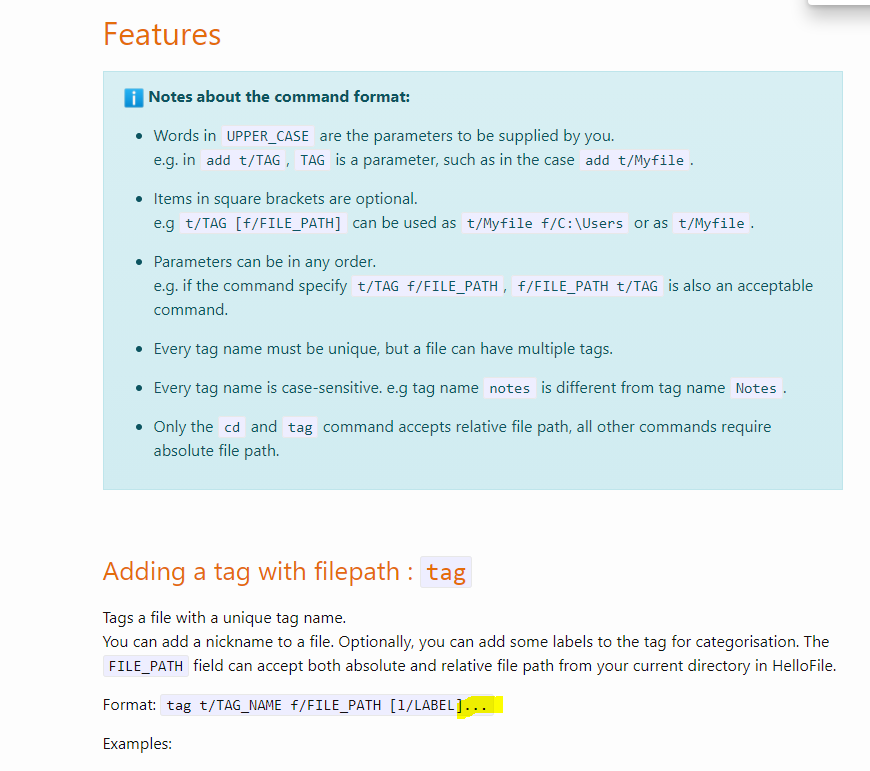 Features
Notes about the command format:
Words in UPPER_CASE are the parameters to be supplied by you.
e.g. in add t/TAG, TAG is a parameter, such as in the case add t/Myfile.
Items in square brackets are optional.
e.g t/TAG [f/FILE_PATH] can be used as t/Myfile f/C:\Users or as t/Myfile.
Parameters can be in any order.
e.g. if the command specify t/TAG f/FILE_PATH, f/FILE_PATH t/TAG is also an acceptable
command.
Every tag name must be unique, but a file can have multiple tags.
Every tag name is case-sensitive. e.g tag name notes is different from tag name Notes.
Only the cd and tag command accepts relative file path, all other commands require
absolute file path.
Adding a tag with filepath : tag
Tags a file with a unique tag name.
You can add a nickname to a file. Optionally, you can add some labels to the tag for categorisation. The
FILE_PATH field can accept both absolute and relative file path from your current directory in HelloFile.
Format: tag t/TAG_NAME f/FILE_PATH [l/LABEL]...
Examples: